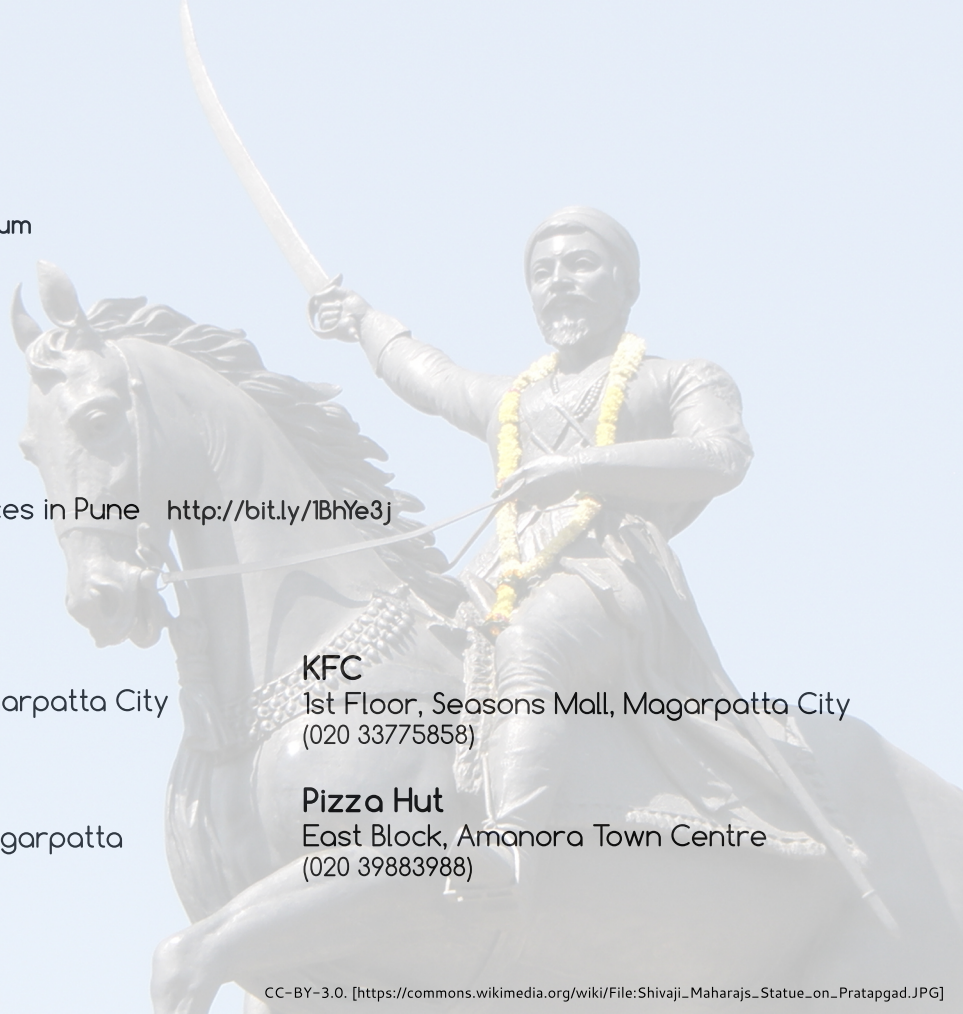 um
es in Pune http://bit.ly/1BhYe3j
arpatta City
garpatta
KFC
1st Floor, Seasons Mall, Magarpatta City
(020 33775858)
Pizza Hut
East Block, Amanora Town Centre
(020 39883988)
CC-BY-3.0. [https://commons.wikimedia.org/wiki/File:Shivaji_Maharajs_Statue_on_Pratapgad.JPG]